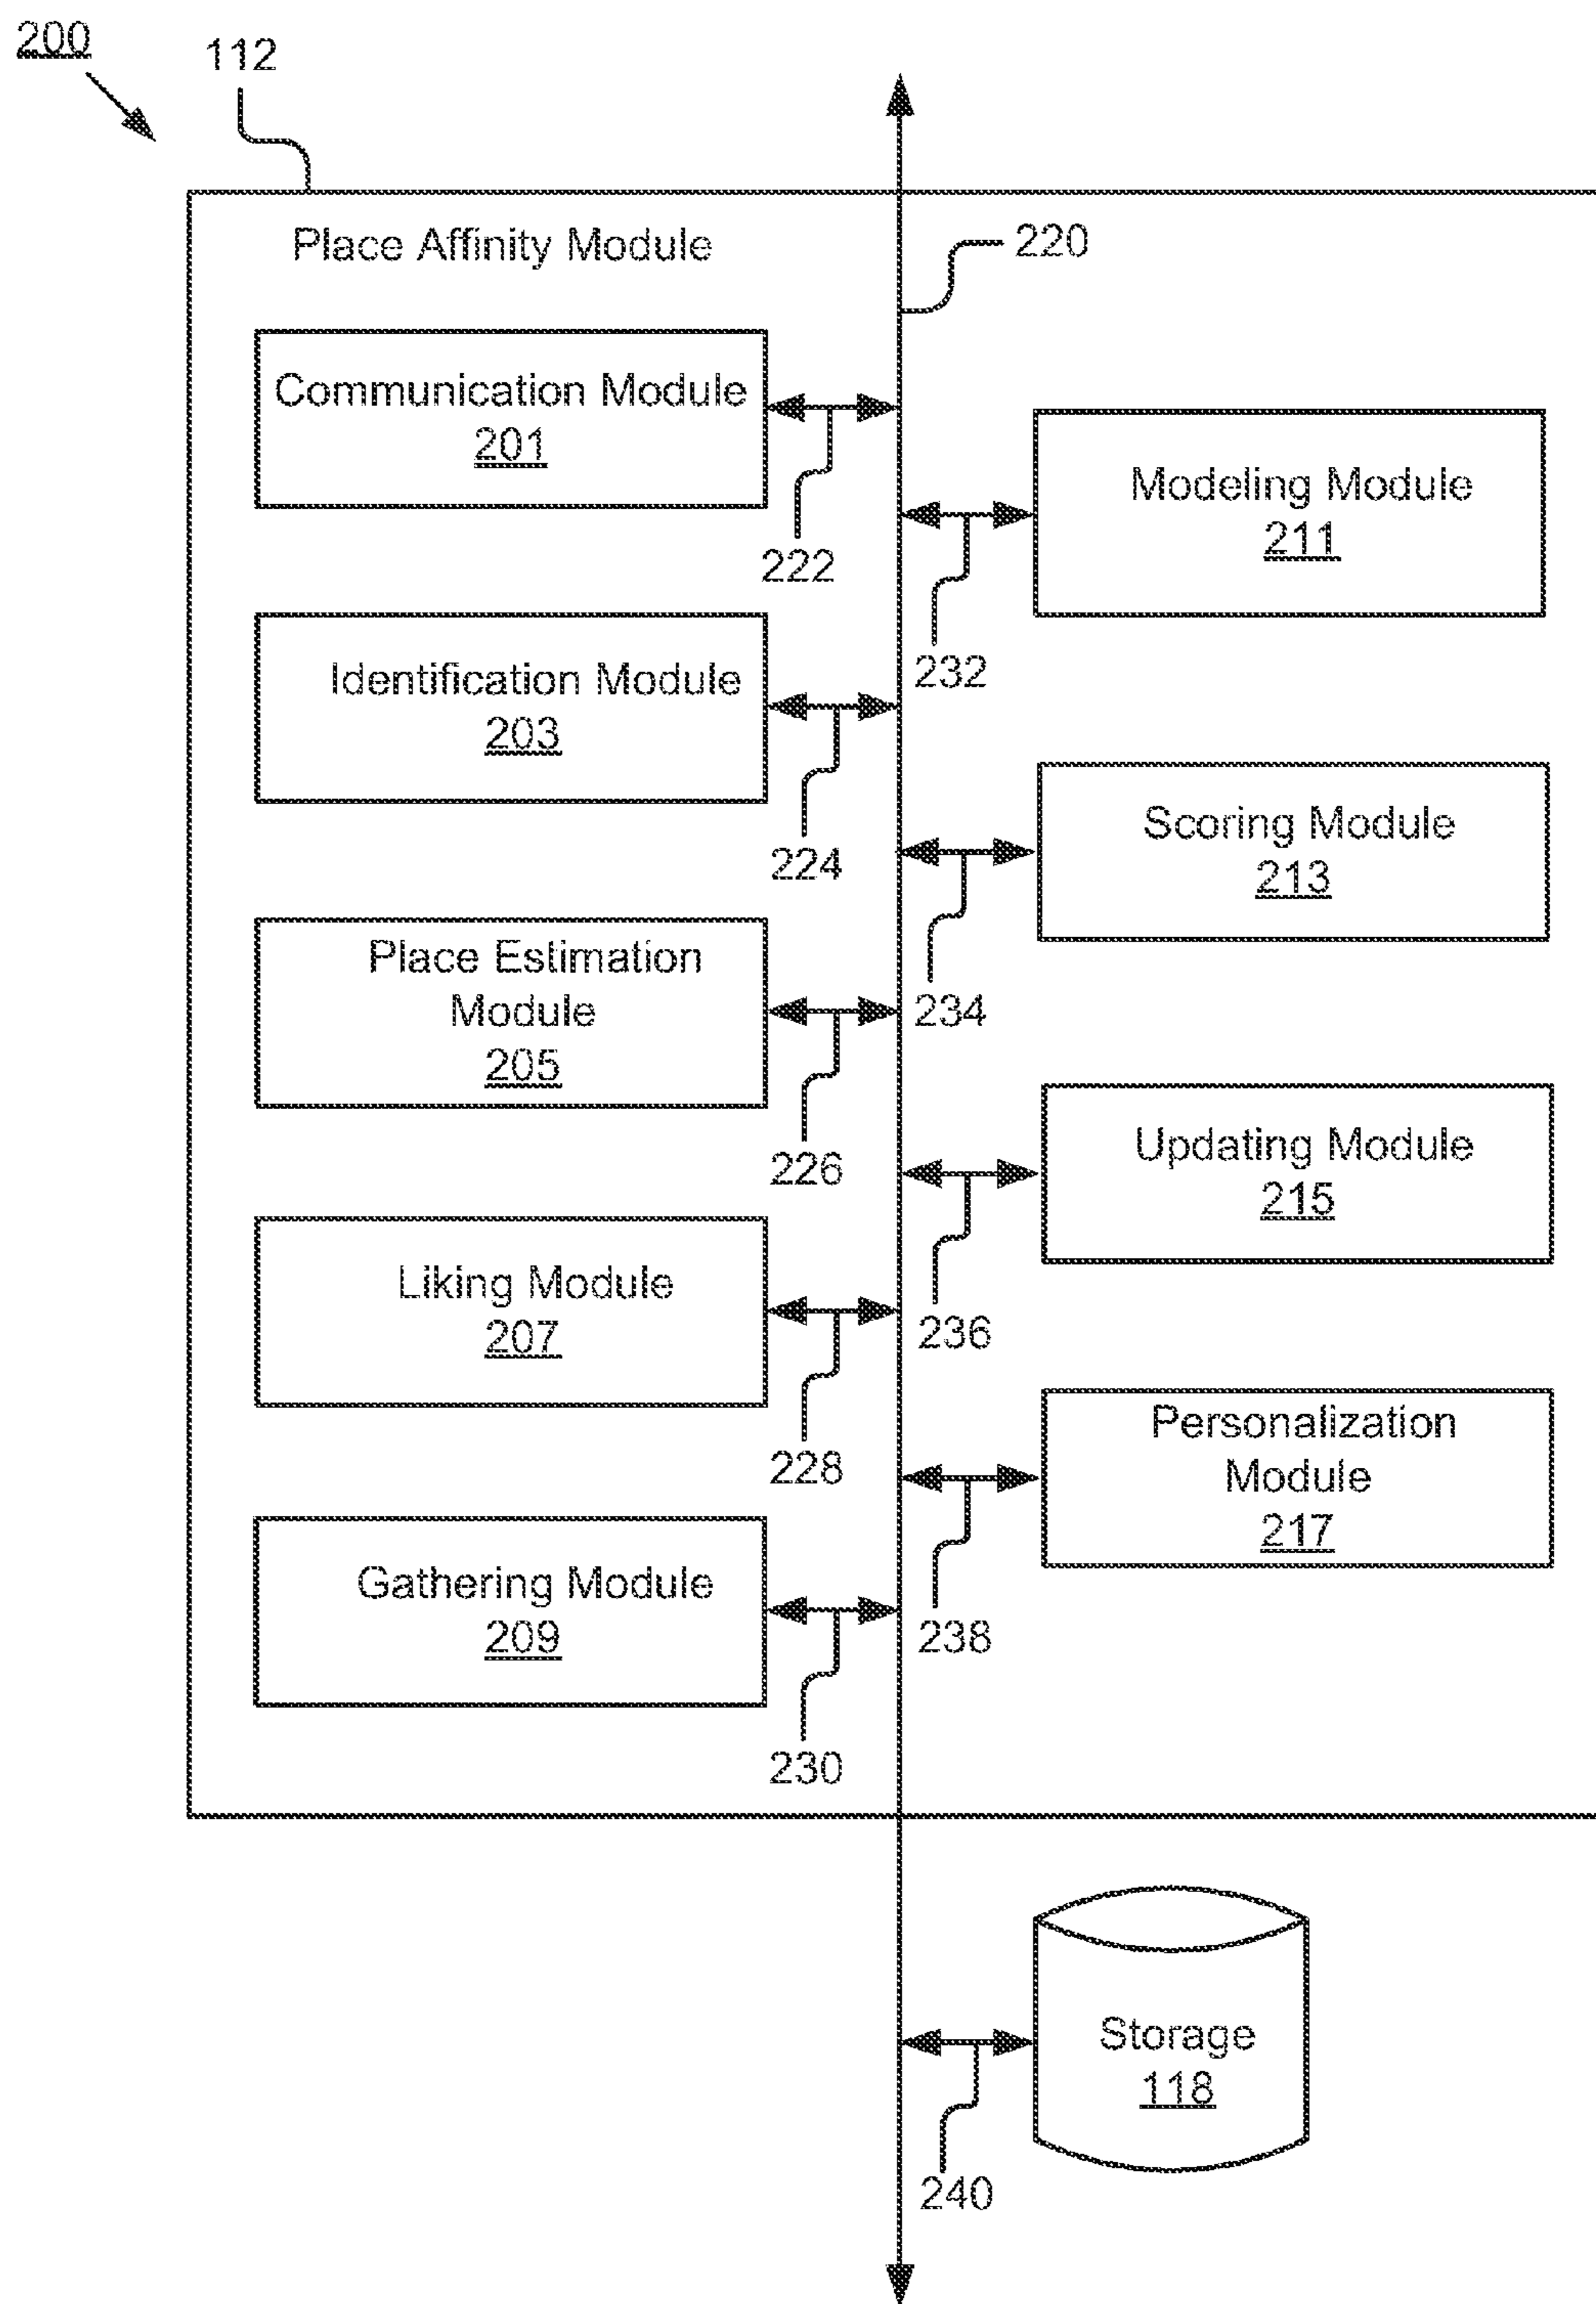 200
112
Place Affinity Module
220
Communication Module
201
222
Modeling Module
211
232
Identification Module
203
224
Scoring Module
213
234
Place Estimation
Module
205
226
Updating Module
215
236
Liking Module
207
228
Personalization
Module
217
238
Gathering Module
209
230
Storage
118
240